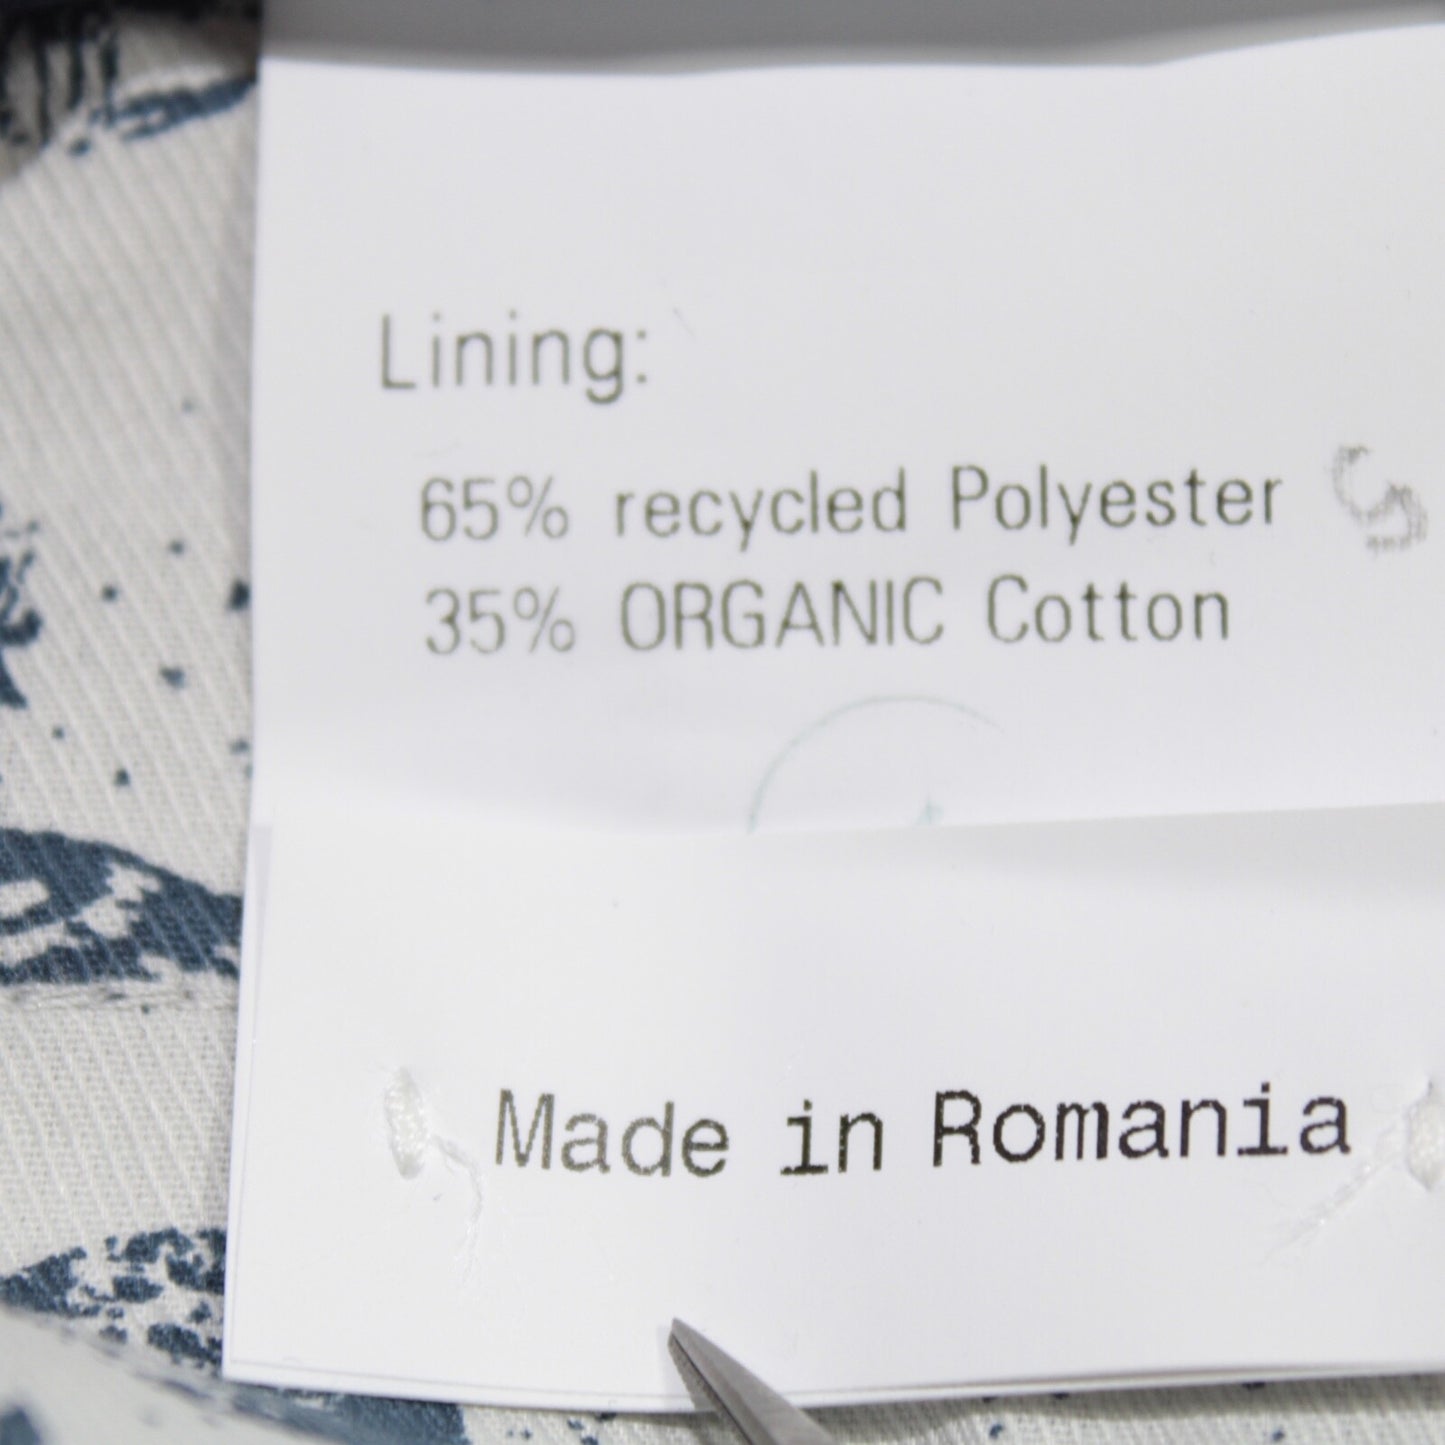 Lining:
65% recycled Polyester
35% ORGANIC Cotton
Made in Romania